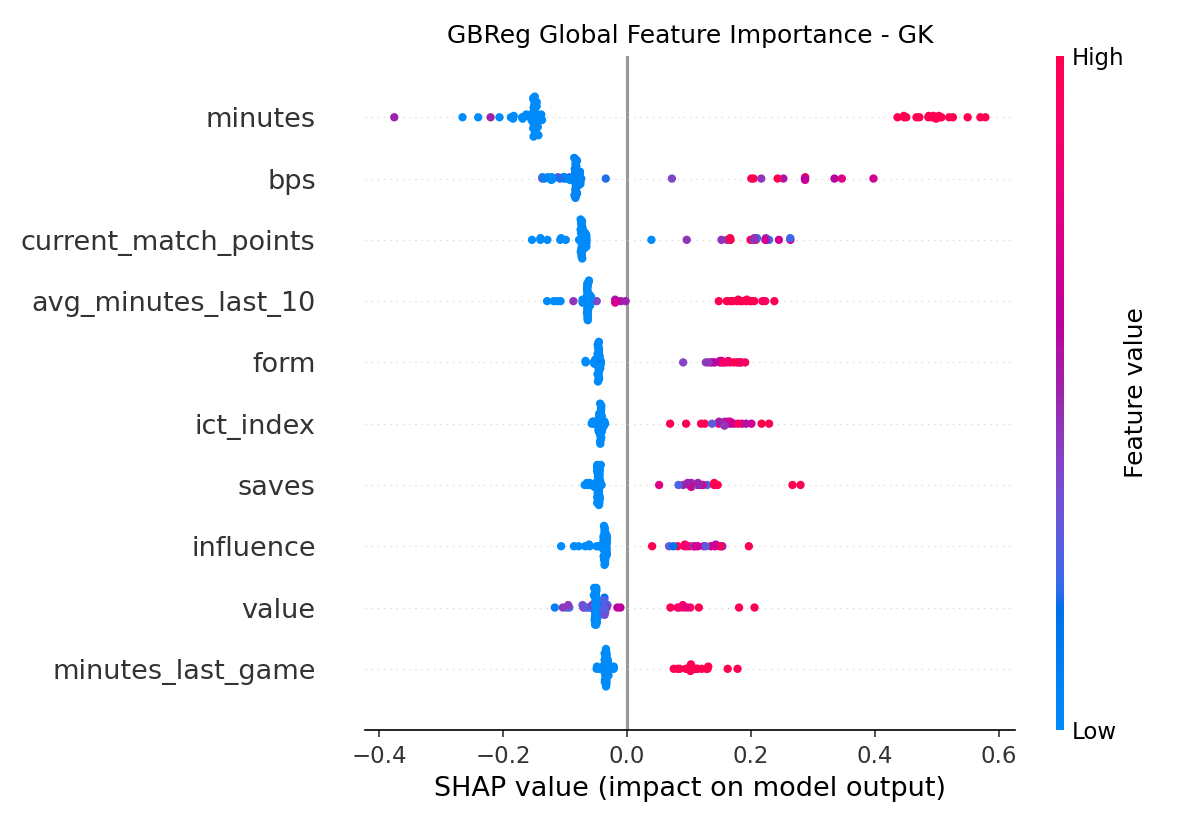 GBReg Global Feature Importance - GK
High
minutes
bps
current_match_points
avg_minutes_last_10
form
ict_index
saves
influence
value
minutes_last_game
Feature value
Low
−0.4 −0.2 0.0 0.2 0.4 0.6
SHAP value (impact on model output)